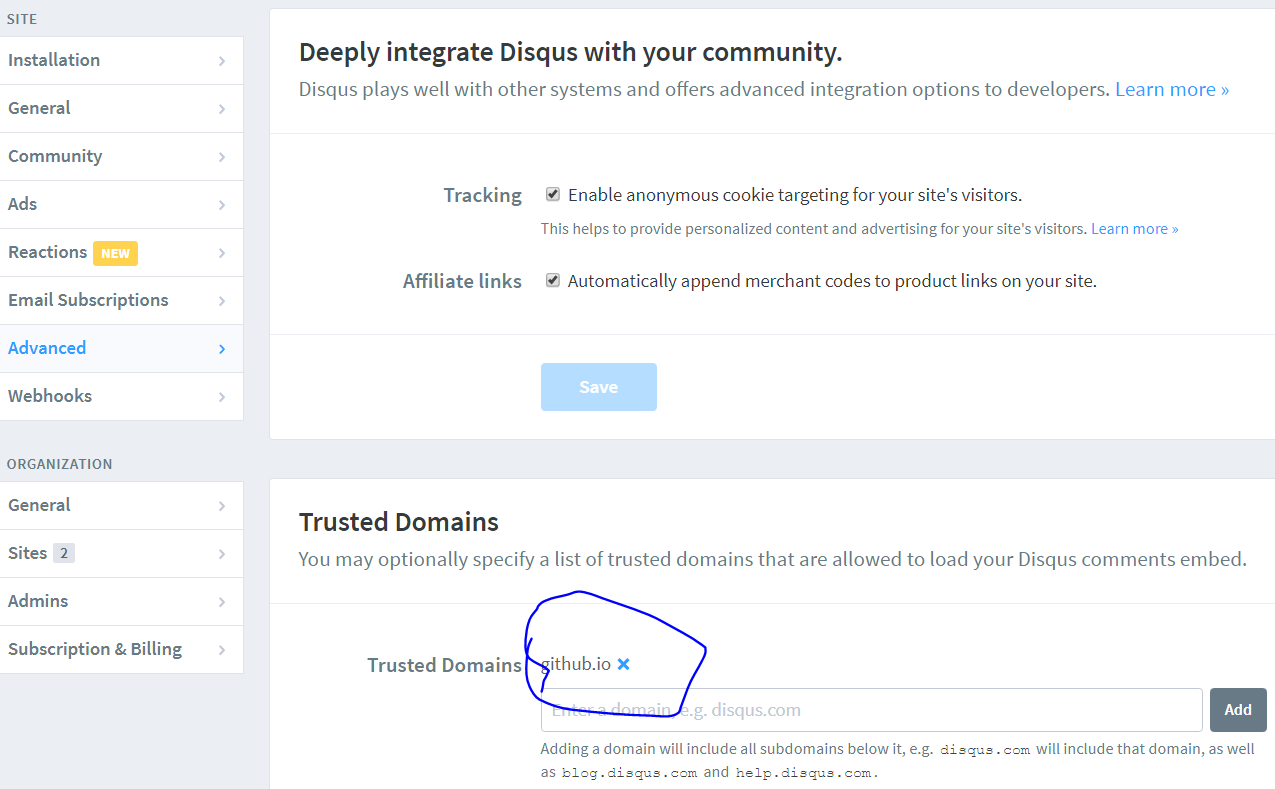 SITE
Installation
General
Community
Ads
Reactions NEW
Email Subscriptions
Advanced
Webhooks
ORGANIZATION
General
Sites 2
Admins
Subscription & Billing
Deeply integrate Disqus with your community.
Disqus plays well with other systems and offers advanced integration options to developers. Learn more »
Tracking Enable anonymous cookie targeting for your site's visitors.
This helps to provide personalized content and advertising for your site's visitors. Learn more »
Affiliate links Automatically append merchant codes to product links on your site.
Save
Trusted Domains
You may optionally specify a list of trusted domains that are allowed to load your Disqus comments embed.
Trusted Domains github.io
Enter a domain, e.g. disqus.com Add
Adding a domain will include all subdomains below it, e.g. disqus.com will include that domain, as well
as blog.disqus.com and help.disqus.com.